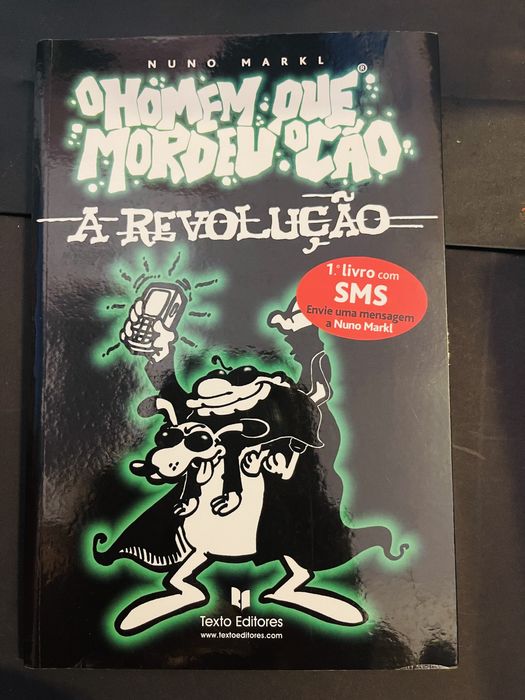 NUNO MARKL
O HOMEM QUE
MORDEU O CÃO
®
A REVOLUÇÃO
1.º livro com
SMS
Envie uma mensagem
a Nuno Markl
Texto Editores
www.textoeditores.com